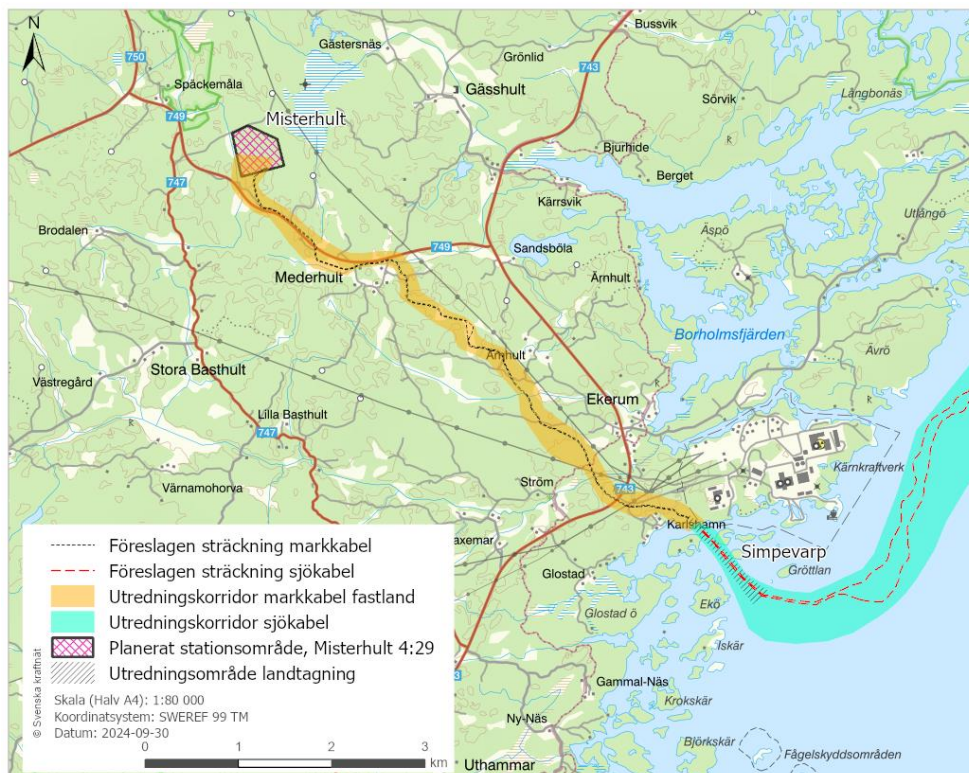 N
Bussvik
Gästersnäs
Grönlid
750
743
Späckemåla
Gässhult
Sörvik
Långbonäs
749
Misterhult
Bjurhide
Berget
747
Kärrsvik
Utlångö
Äspö
Brodalen
749
Sandsböla
Mederhult
Ärnhult
Borholmsfjärden
Ävrö
Stora Basthult
Ärnhult
Västregård
Ekerum
Lilla Basthult
747
Kärnkraftverk
Ström
743
Värnamohorva
Karlshamn
axemar
Simpevarp
Gröttlan
Glostad
Ekö
Glostad ö
Iskär
Gammal-Näs
Krokskär
Ny-Näs
Björkskär
Uthammar
Fågelskyddsområden
Föreslagen sträckning markkabel
Föreslagen sträckning sjökabel
Utredningskorridor markkabel fastland
Utredningskorridor sjökabel
Planerat stationsområde, Misterhult 4:29
Utredningsområde landtagning
© Svenska kraftnät
Skala (Halv A4): 1:80 000
Koordinatsystem: SWEREF 99 TM
Datum: 2024-09-30
0 1 2 3
km